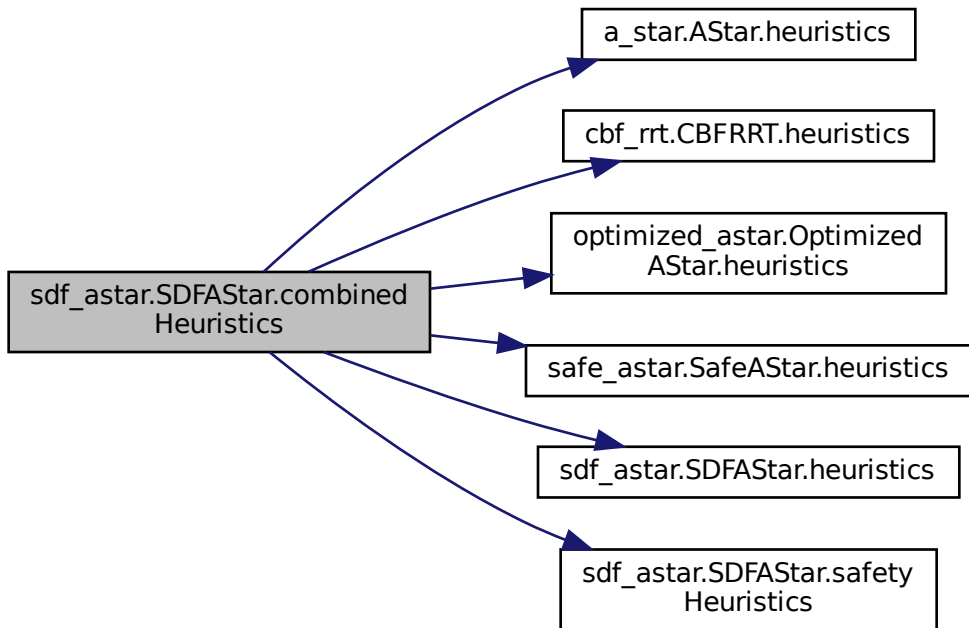 a_star.AStar.heuristics
cbf_rrt.CBFRRT.heuristics
optimized_astar.Optimized
AStar.heuristics
sdf_astar.SDFAStar.combined
Heuristics
safe_astar.SafeAStar.heuristics
sdf_astar.SDFAStar.heuristics
sdf_astar.SDFAStar.safety
Heuristics